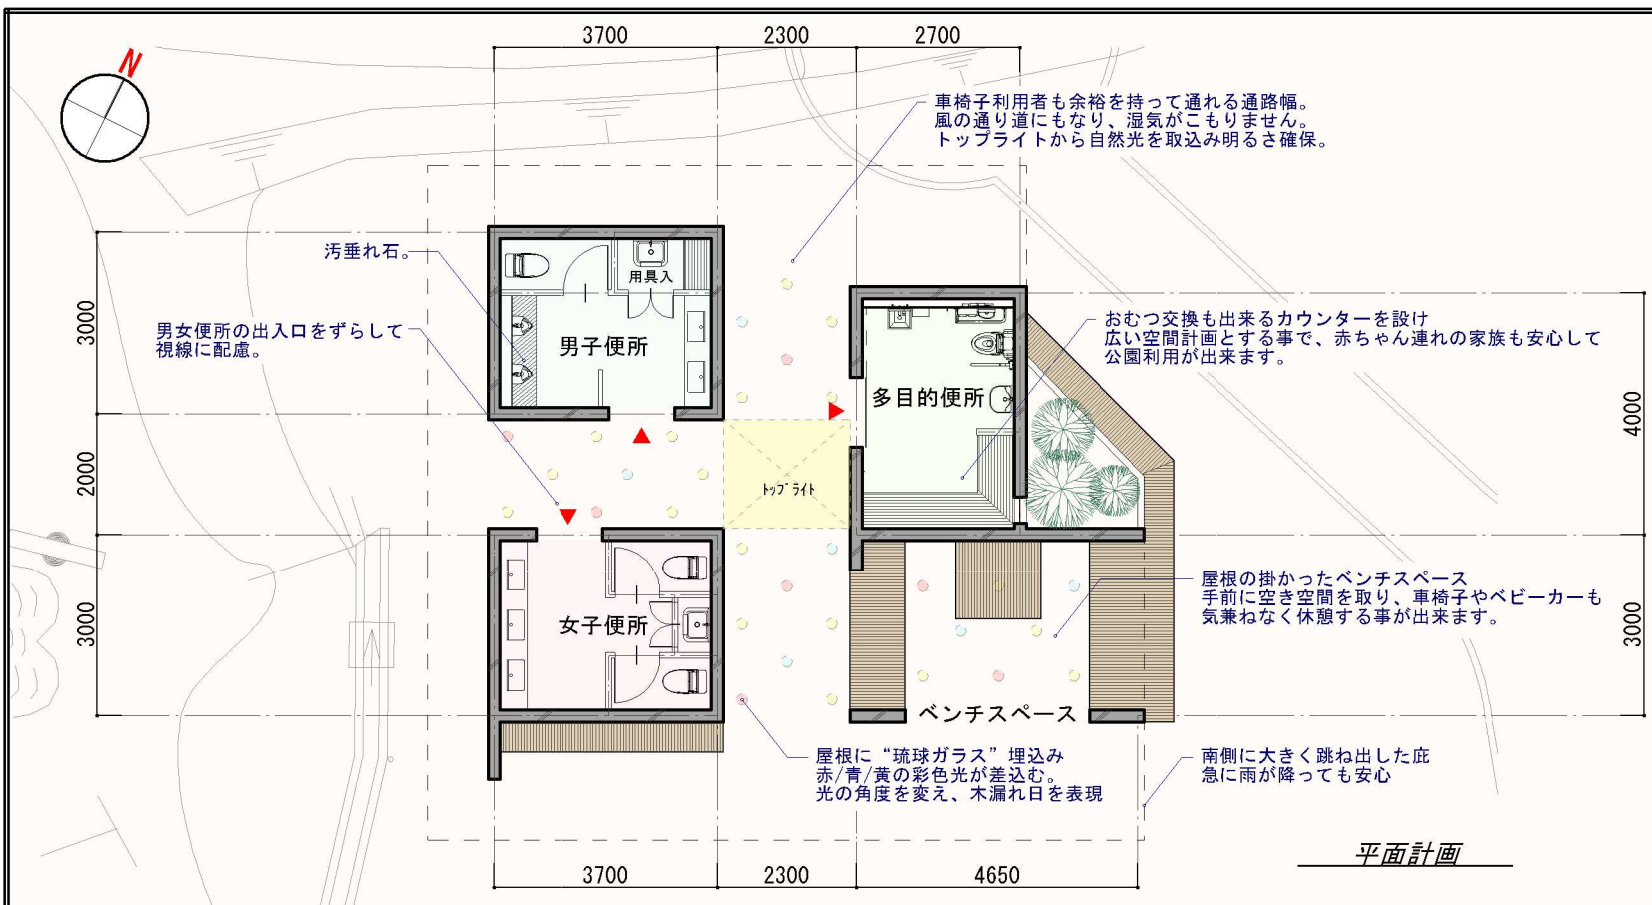 3700
2300
2700
N
車椅子利用者も余裕を持って通れる通路幅。
風の通り道にもなり、湿気がこもりません。
トップライトから自然光を取込み明るさ確保。
汚垂れ石。
用具入
男子便所
男女便所の出入口をずらして
視線に配慮。
おむつ交換も出来るカウンターを設け
広い空間計画とする事で、赤ちゃん連れの家族も安心して
公園利用が出来ます。
多目的便所
3000
2000
3000
4000
3000
トップライト
女子便所
屋根の掛かったベンチスペース
手前に空き空間を取り、車椅子やベビーカーも
気兼ねなく休憩する事が出来ます。
ベンチスペース
屋根に“琉球ガラス”埋込み
赤/青/黄の彩色光が差込む。
光の角度を変え、木漏れ日を表現
南側に大きく跳ね出した庇
急に雨が降っても安心
平面計画
3700
2300
4650